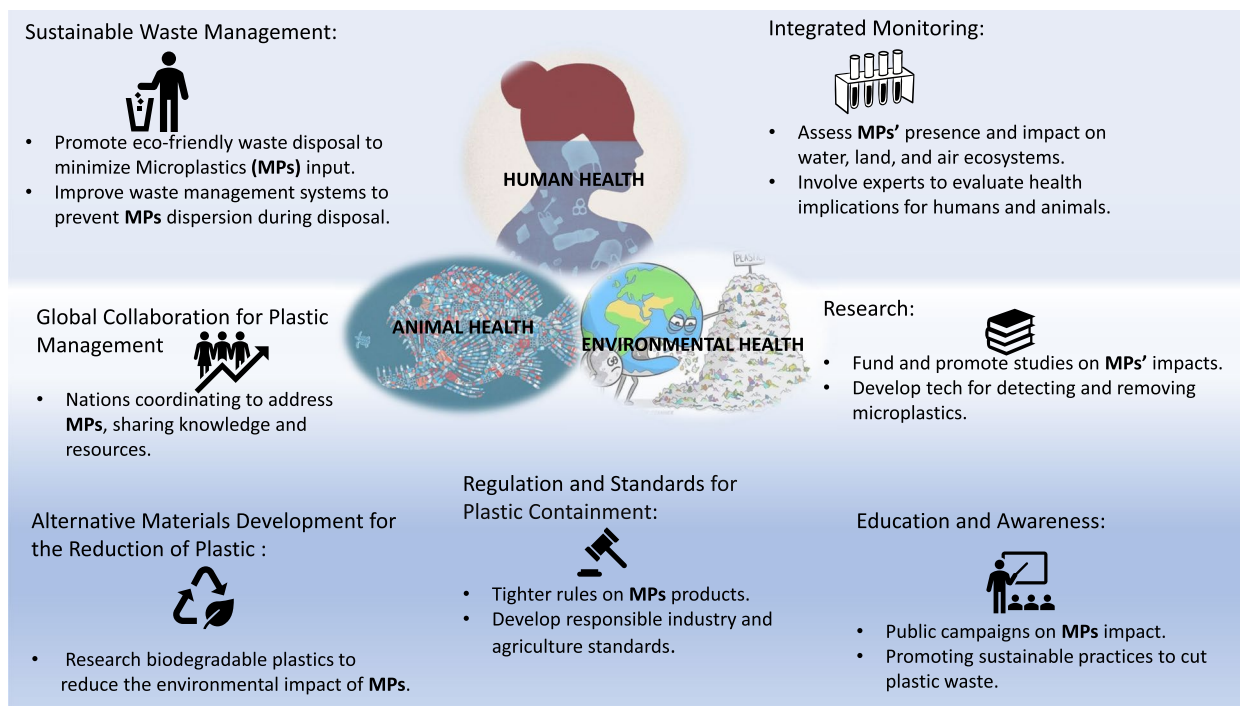 Sustainable Waste Management:
• Promote eco-friendly waste disposal to
minimize Microplastics (MPs) input.
• Improve waste management systems to
prevent MPs dispersion during disposal.
Integrated Monitoring:
• Assess MPs’ presence and impact on
water, land, and air ecosystems.
• Involve experts to evaluate health
implications for humans and animals.
HUMAN HEALTH
ANIMAL HEALTH
PLASTIC
ENVIRONMENTAL HEALTH
Global Collaboration for Plastic
Management
• Nations coordinating to address
MPs, sharing knowledge and
resources.
Research:
• Fund and promote studies on MPs’ impacts.
• Develop tech for detecting and removing
microplastics.
Alternative Materials Development for
the Reduction of Plastic :
• Research biodegradable plastics to
reduce the environmental impact of MPs.
Regulation and Standards for
Plastic Containment:
• Tighter rules on MPs products.
• Develop responsible industry and
agriculture standards.
Education and Awareness:
• Public campaigns on MPs impact.
• Promoting sustainable practices to cut
plastic waste.